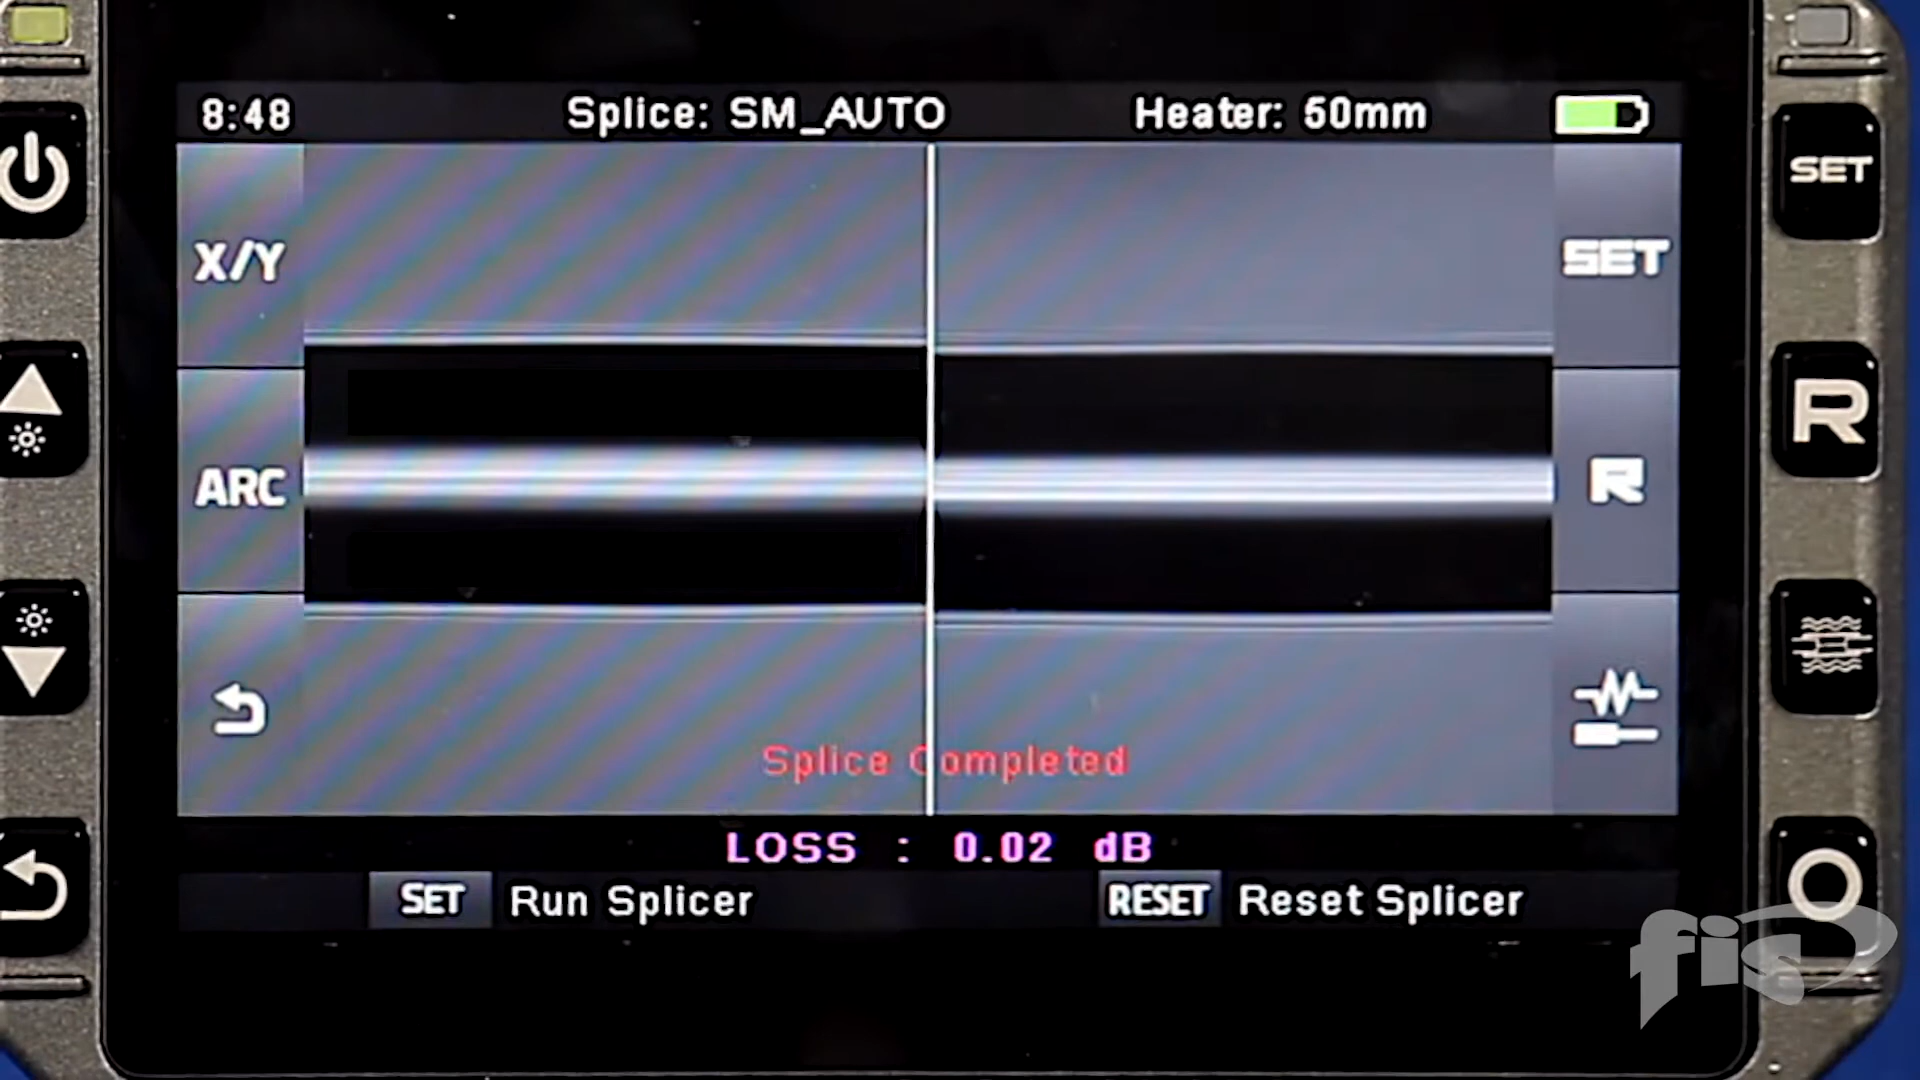 8:48 Splice: SM_AUTO Heater: 50mm
SET
X/Y SET
ARC R
R
Splice Completed
LOSS : 0.02 dB
SET Run Splicer RESET Reset Splicer
fis